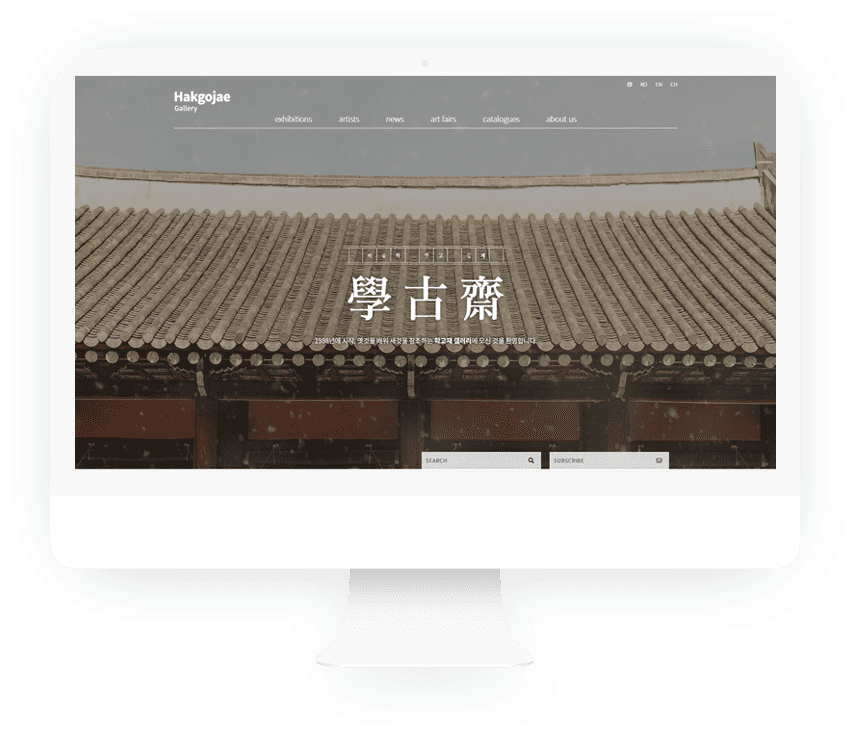 Hakgojae
Gallery
KO EN CH
exhibitions artists news art fairs catalogues about us
學古齋
1988년에 시작, 옛것을 배워 새것을 창조하는 학고재 갤러리에 오신 것을 환영합니다.
SEARCH
SUBSCRIBE